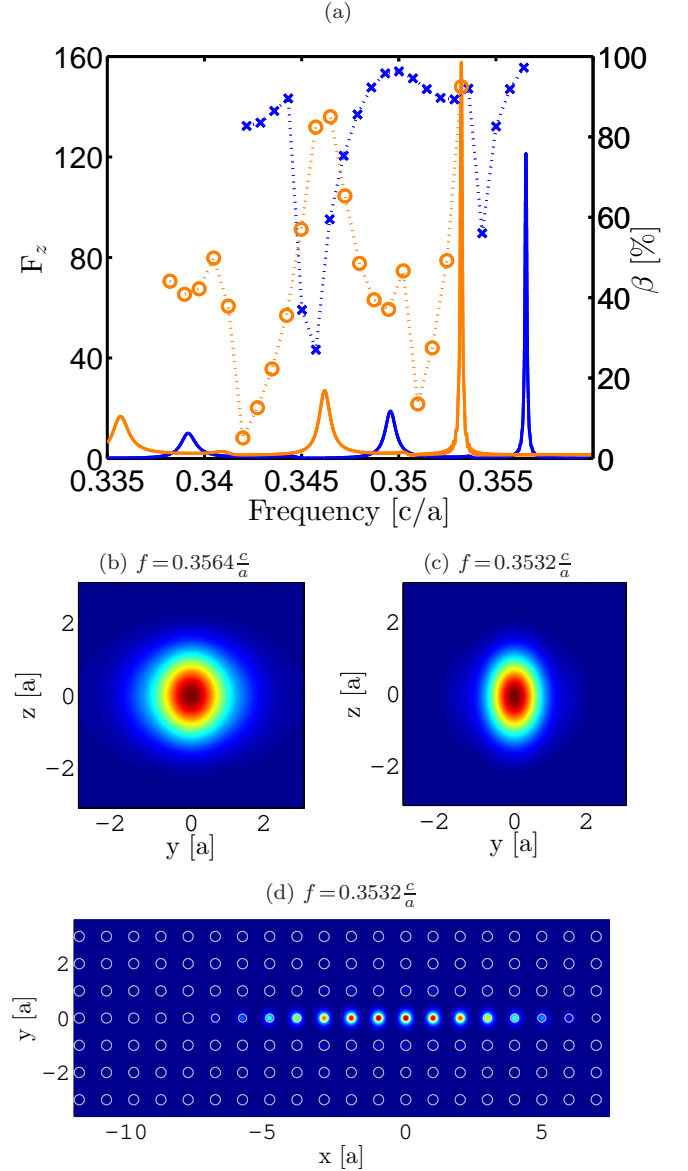 (a)
160
120
80
40
0
F_z
100
80
60
40
20
0
β [%]
0.335
0.34
0.345
0.35
0.355
Frequency [c/a]
(b) f = 0.3564 c/a
2
0
−2
z [a]
−2
0
2
y [a]
(c) f = 0.3532 c/a
2
0
−2
z [a]
−2
0
2
y [a]
(d) f = 0.3532 c/a
2
0
−2
y [a]
−10
−5
0
5
x [a]